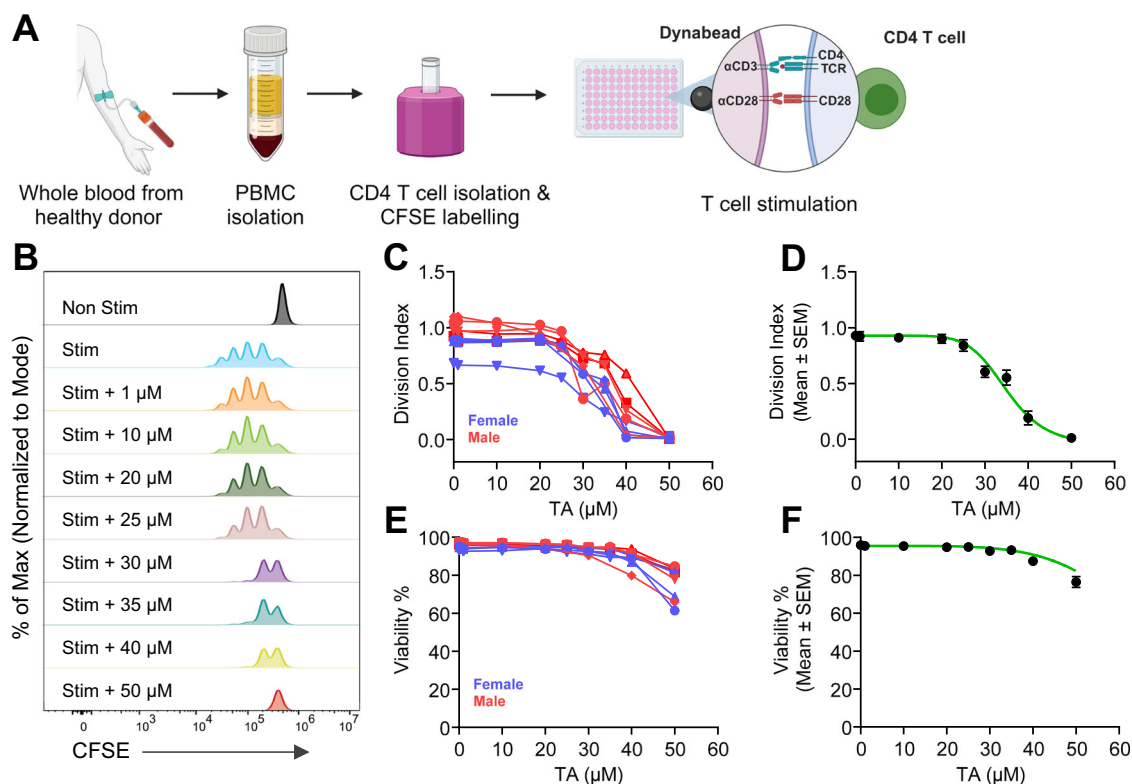 A
Dynabead
CD4 T cell
αCD3
CD4
TCR
αCD28
CD28
Whole blood from
healthy donor
PBMC
isolation
CD4 T cell isolation &
CFSE labelling
T cell stimulation
B
% of Max (Normalized to Mode)
Non Stim
Stim
Stim + 1 µM
Stim + 10 µM
Stim + 20 µM
Stim + 25 µM
Stim + 30 µM
Stim + 35 µM
Stim + 40 µM
Stim + 50 µM
0 10³ 10⁴ 10⁵ 10⁶ 10⁷
CFSE
C
Division Index
1.5
1.0
0.5
0.0
Female
Male
0 10 20 30 40 50 60
TA (µM)
D
Division Index
(Mean ± SEM)
1.5
1.0
0.5
0.0
0 10 20 30 40 50 60
TA (µM)
E
Viability %
100
80
60
40
20
0
Female
Male
0 10 20 30 40 50 60
TA (µM)
F
Viability %
(Mean ± SEM)
100
80
60
40
20
0
0 10 20 30 40 50 60
TA (µM)